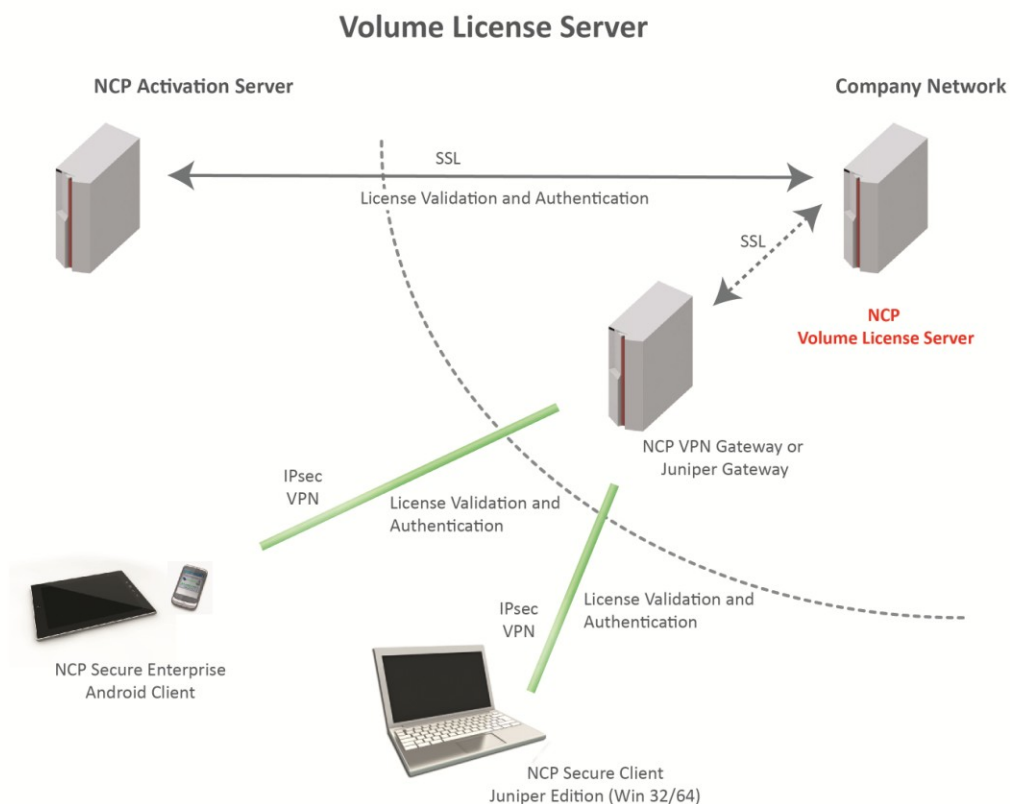 Volume License Server
NCP Activation Server
Company Network
SSL
License Validation and Authentication
SSL
NCP
Volume License Server
NCP VPN Gateway or
Juniper Gateway
IPsec
VPN
License Validation and
Authentication
IPsec
VPN
License Validation and
Authentication
NCP Secure Enterprise
Android Client
NCP Secure Client
Juniper Edition (Win 32/64)